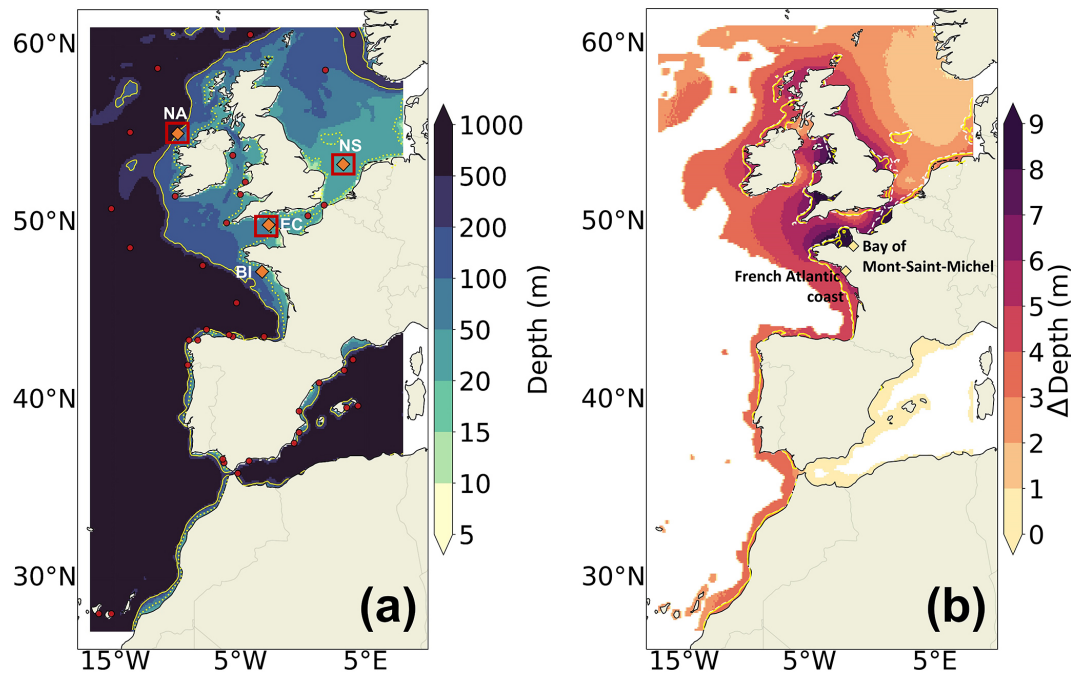 60°N
50°N
40°N
30°N
15°W
5°W
5°E
NA
NS
EC
BI
(a)
1000
500
200
100
50
20
15
10
5
Depth (m)
60°N
50°N
40°N
30°N
15°W
5°W
5°E
Bay of
Mont-Saint-Michel
French Atlantic
coast
(b)
9
8
7
6
5
4
3
2
1
0
ΔDepth (m)